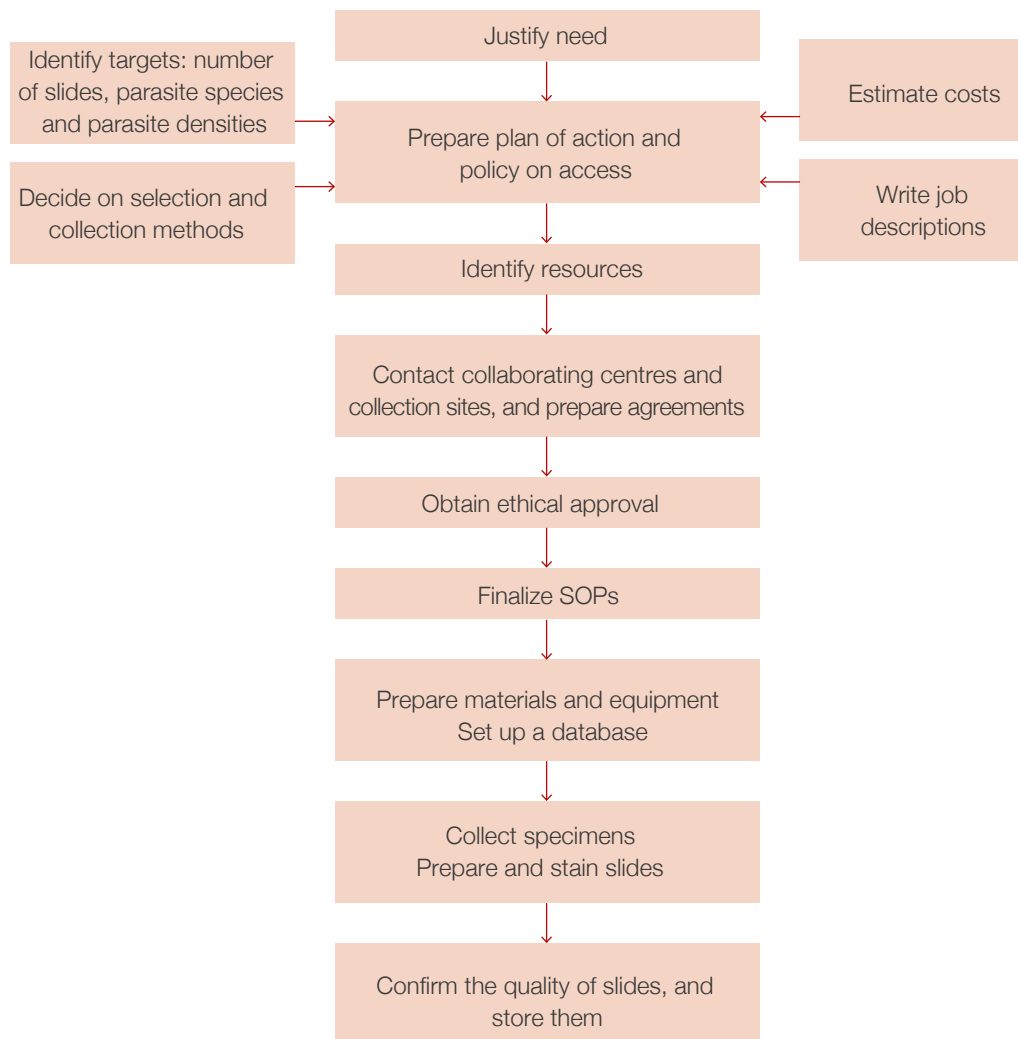 Justify need
Identify targets: number
of slides, parasite species
and parasite densities
Estimate costs
Prepare plan of action and
policy on access
Decide on selection and
collection methods
Write job
descriptions
Identify resources
Contact collaborating centres and
collection sites, and prepare agreements
Obtain ethical approval
Finalize SOPs
Prepare materials and equipment
Set up a database
Collect specimens
Prepare and stain slides
Confirm the quality of slides, and
store them